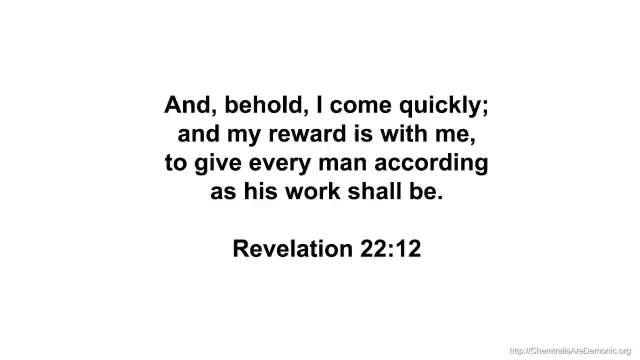 And, behold, I come quickly;
and my reward is with me,
to give every man according
as his work shall be.
Revelation 22:12
http://ChemtrailsAreDemonic.org